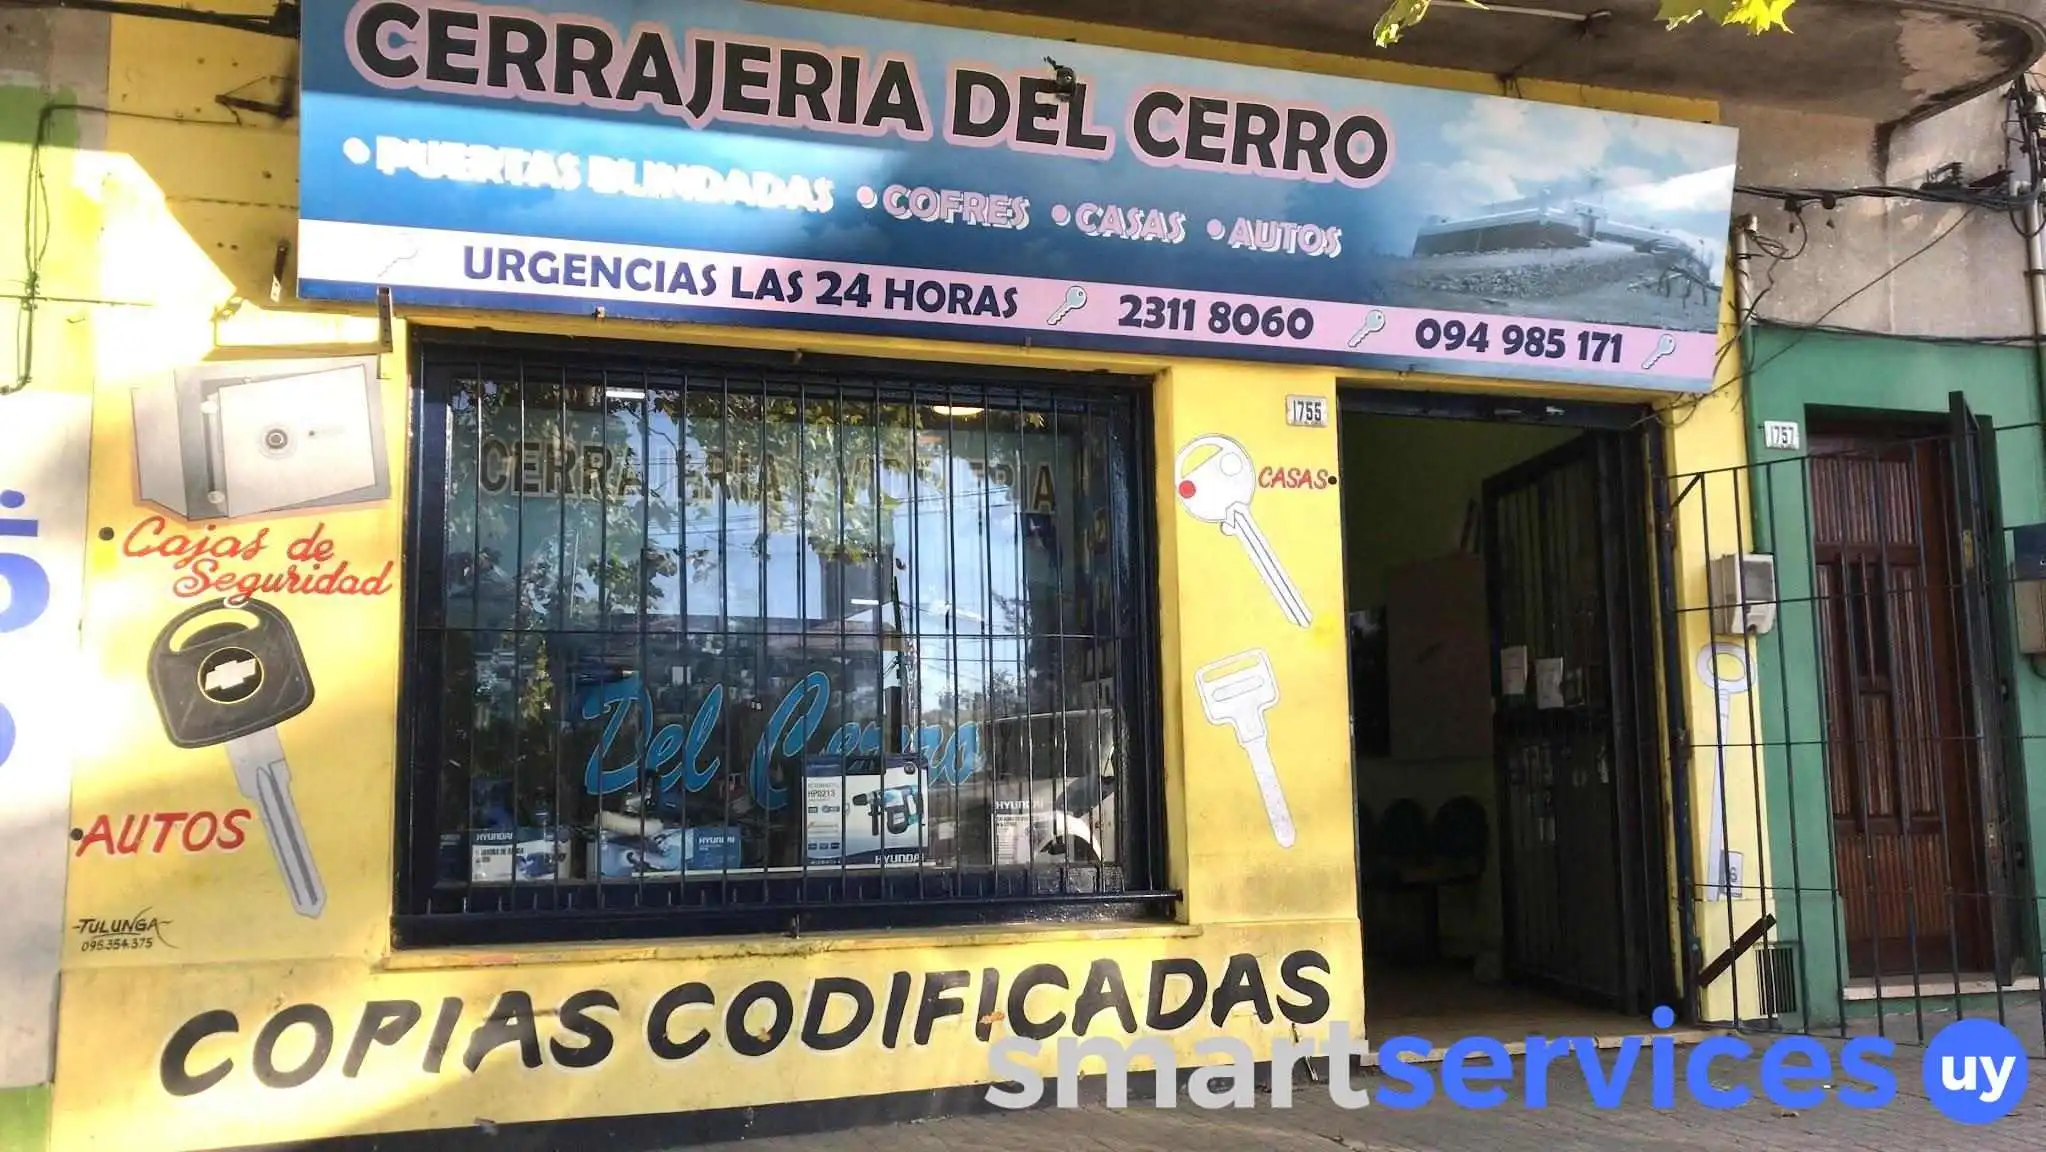 CERRAJERIA DEL CERRO
• PUERTAS BLINDADAS • COFRES • CASAS • AUTOS
URGENCIAS LAS 24 HORAS 2311 8060 094 985 171
1755
1757
CERRAJERIA
CASAS•
• Cajas de
Seguridad
Del Cerro
HPD213
HYUNDAI
HYUNDAI
HYUNDAI
HYUNDAI
•AUTOS
-TULUNGA-
095.354.375
COPIAS CODIFICADAS
smartservices uy